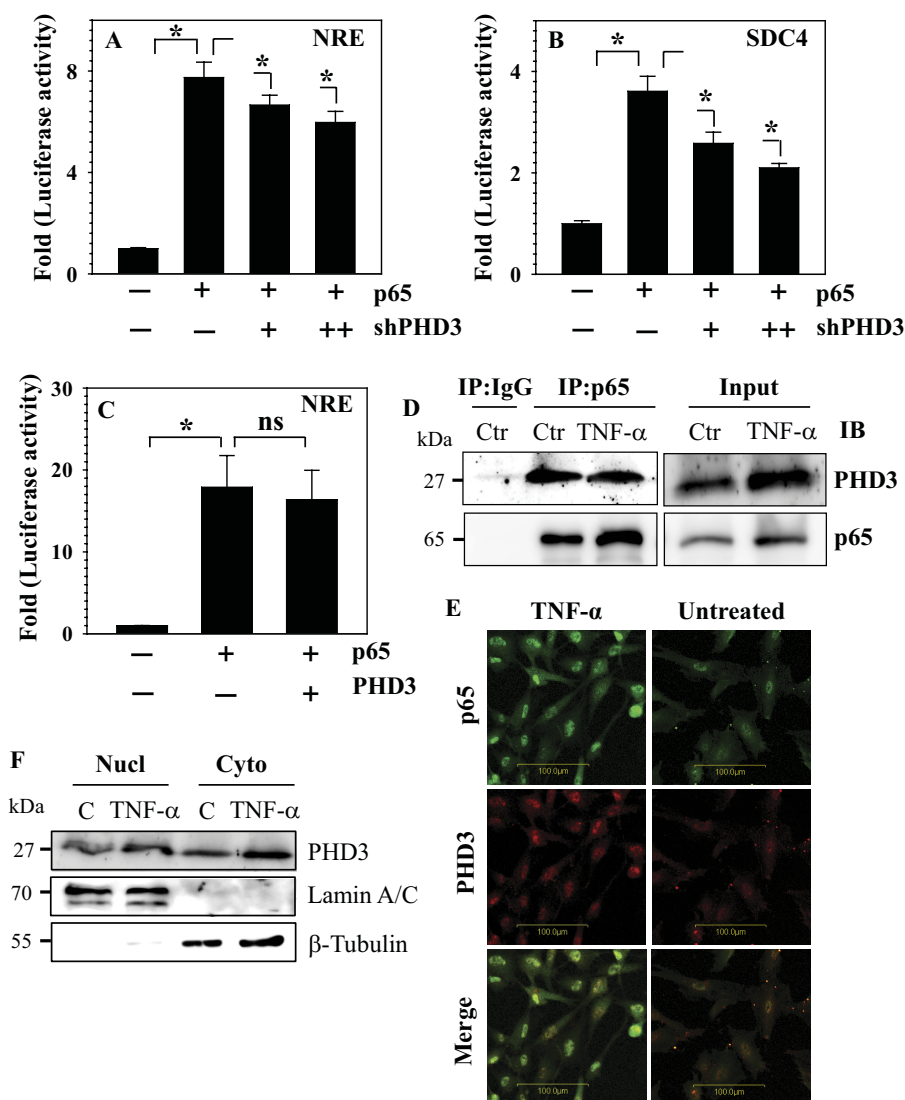 A
NRE
Fold (Luciferase activity)
8
4
0
*
*
*
— + + + p65
— — + ++ shPHD3
B
SDC4
Fold (Luciferase activity)
4
2
0
*
*
*
— + + + p65
— — + ++ shPHD3
C
NRE
Fold (Luciferase activity)
30
20
10
0
*
ns
— + + p65
— — + PHD3
D
IP:IgG IP:p65 Input
kDa Ctr Ctr TNF-α Ctr TNF-α IB
27 PHD3
65 p65
E
TNF-α Untreated
p65
100.0µm 100.0µm
PHD3
100.0µm 100.0µm
Merge
100.0µm 100.0µm
F
Nucl Cyto
kDa C TNF-α C TNF-α
27 PHD3
70 Lamin A/C
55 β-Tubulin